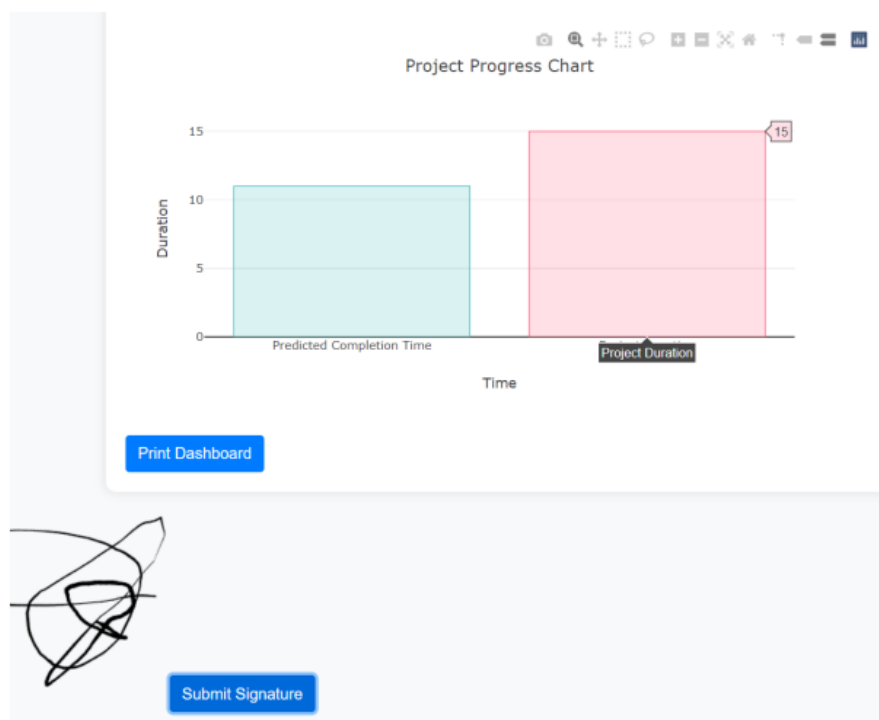 Project Progress Chart
15
15
10
Duration
5
0
Predicted Completion Time
Project Duration
Time
Print Dashboard
Submit Signature